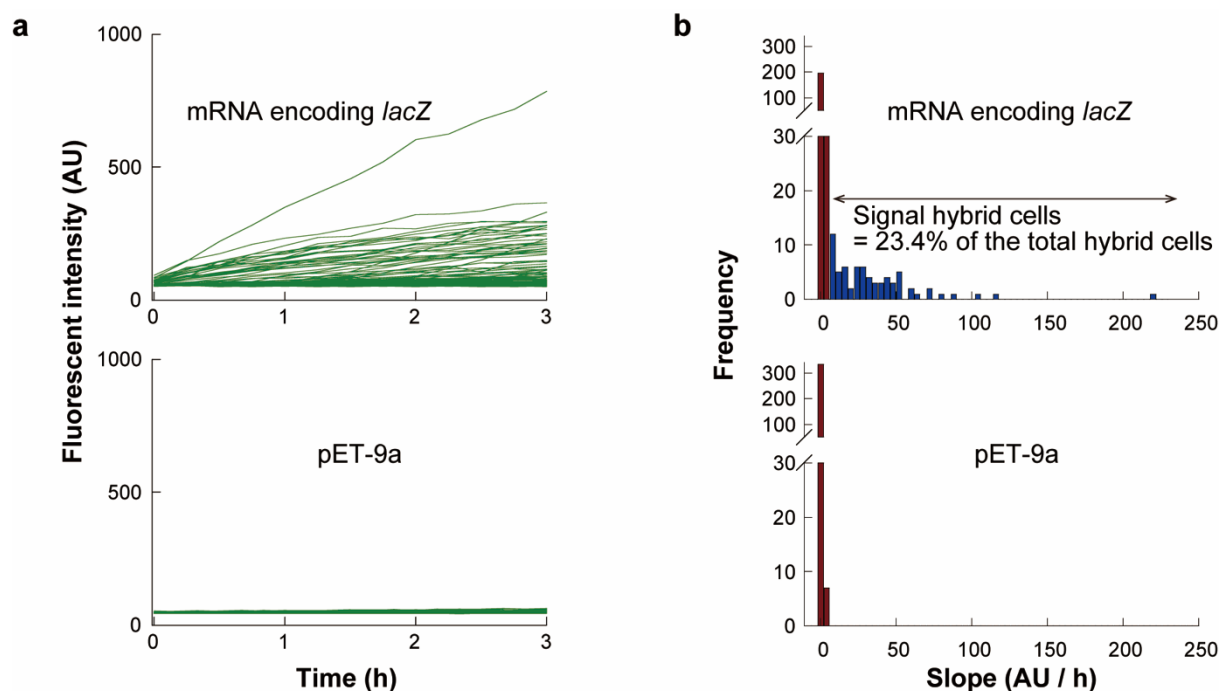 a
Fluorescent intensity (AU)
1000
mRNA encoding lacZ
500
0
0 1 2 3
1000
pET-9a
500
0
0 1 2 3
Time (h)
b
Frequency
300
200
100
30
mRNA encoding lacZ
20
Signal hybrid cells
= 23.4% of the total hybrid cells
10
0
0 50 100 150 200 250
300
200
100
30
pET-9a
20
10
0
0 50 100 150 200 250
Slope (AU / h)